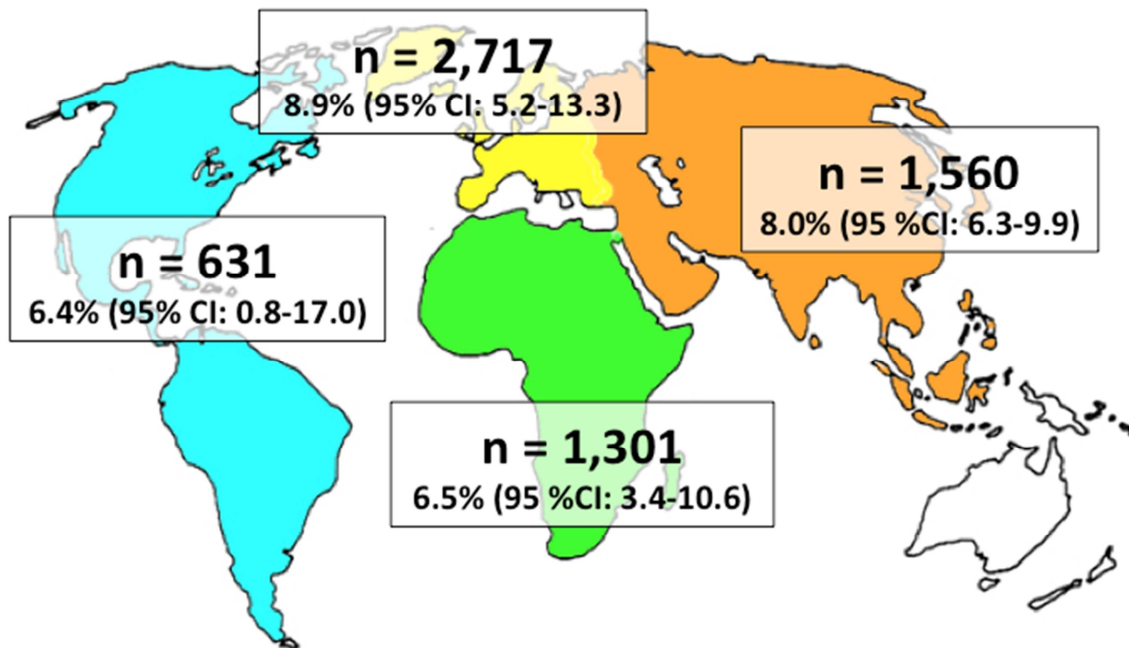 n = 2,717
8.9% (95% CI: 5.2-13.3)
n = 1,560
8.0% (95 %CI: 6.3-9.9)
n = 631
6.4% (95% CI: 0.8-17.0)
n = 1,301
6.5% (95 %CI: 3.4-10.6)